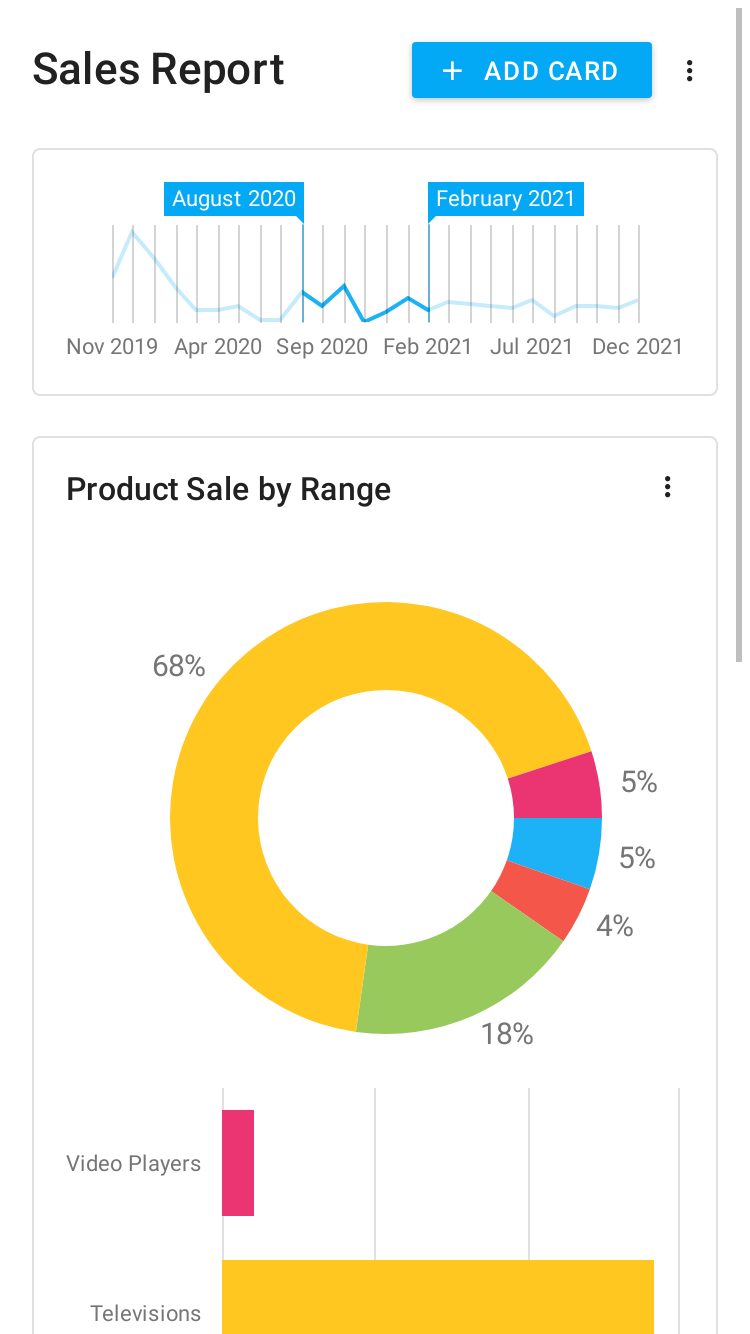 Sales Report
+ ADD CARD
August 2020
February 2021
Nov 2019 Apr 2020 Sep 2020 Feb 2021 Jul 2021 Dec 2021
Product Sale by Range
68%
5%
5%
4%
18%
Video Players
Televisions